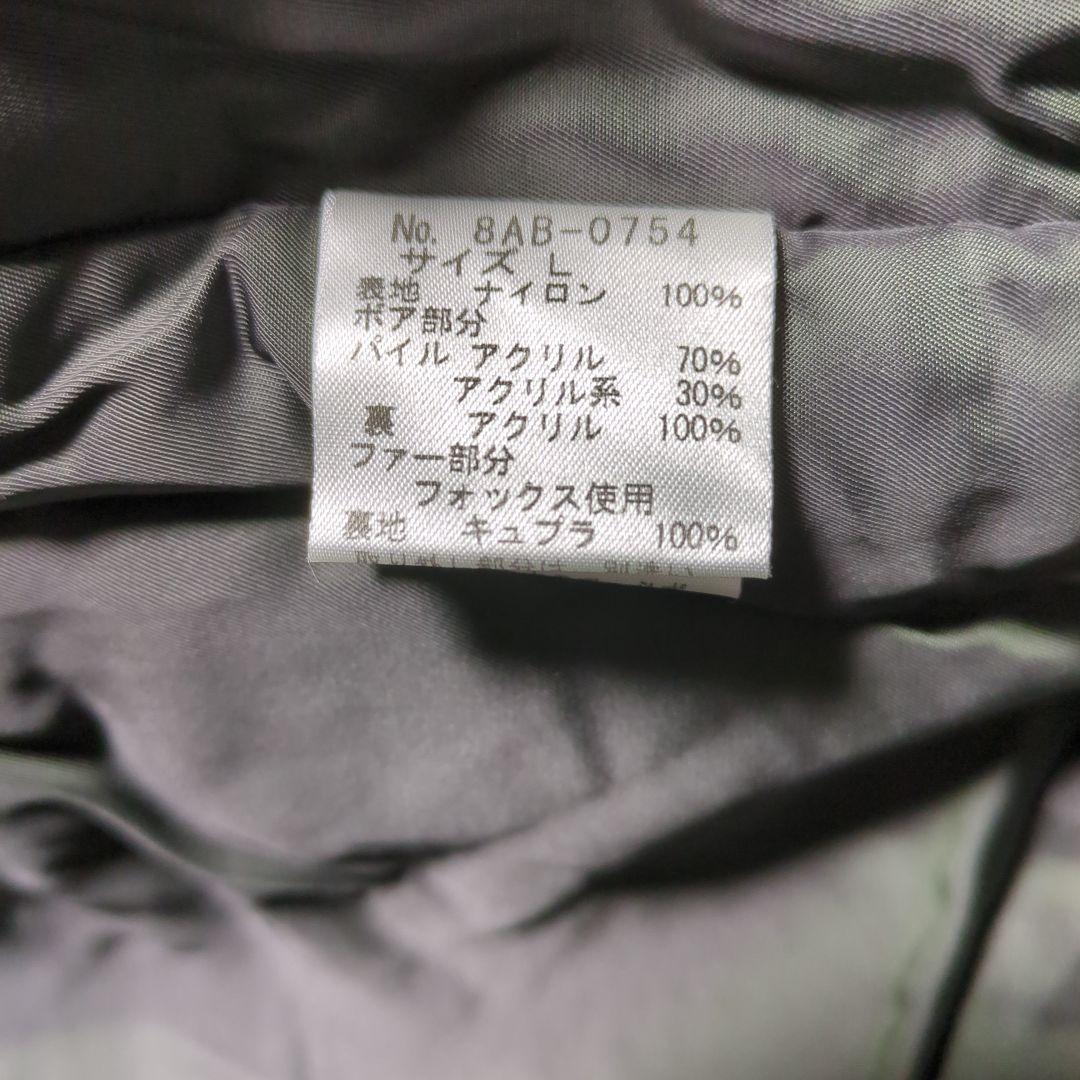 No. 8AB-0754
サイズ L
表地 ナイロン 100%
ボア部分
パイル アクリル 70%
アクリル系 30%
裏 アクリル 100%
ファー部分
フォックス使用
裏地 キュプラ 100%